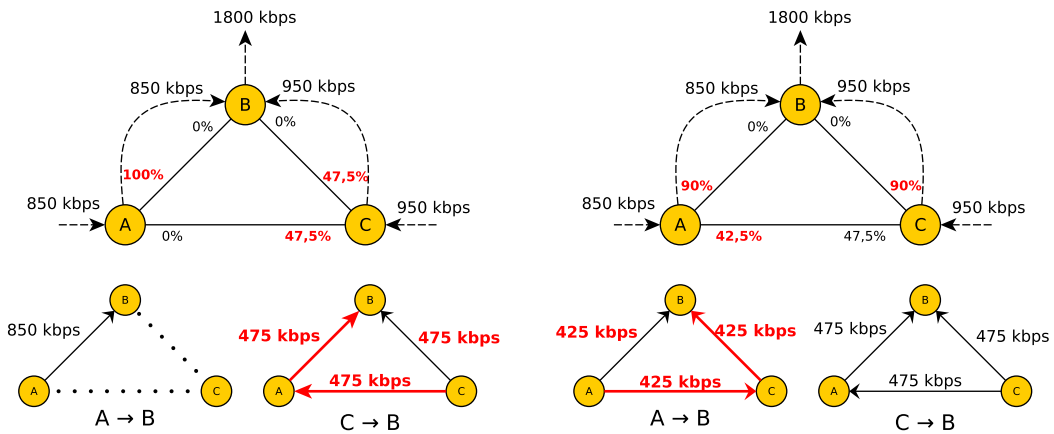 1800 kbps
850 kbps
950 kbps
B
0%
0%
100%
47,5%
850 kbps
950 kbps
A
C
0%
47,5%
1800 kbps
850 kbps
950 kbps
B
0%
0%
90%
90%
850 kbps
950 kbps
A
C
42,5%
47,5%
B
850 kbps
A
C
A → B
B
475 kbps
475 kbps
475 kbps
A
C
C → B
B
425 kbps
425 kbps
425 kbps
A
C
A → B
B
475 kbps
475 kbps
475 kbps
A
C
C → B